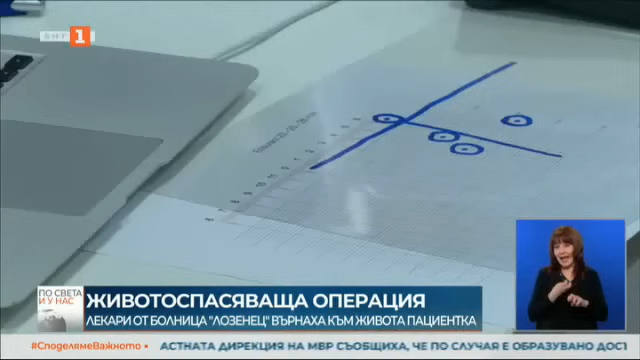 БНТ 1
ПО СВЕТА
И У НАС
ЖИВОТОСПАСЯВАЩА ОПЕРАЦИЯ
ЛЕКАРИ ОТ БОЛНИЦА "ЛОЗЕНЕЦ" ВЪРНАХА КЪМ ЖИВОТА ПАЦИЕНТКА
#СподелямеВажното
АСТНАТА ДИРЕКЦИЯ НА МВР СЪОБЩИХА, ЧЕ ПО СЛУЧАЯ Е ОБРАЗУВАНО ДОСТ